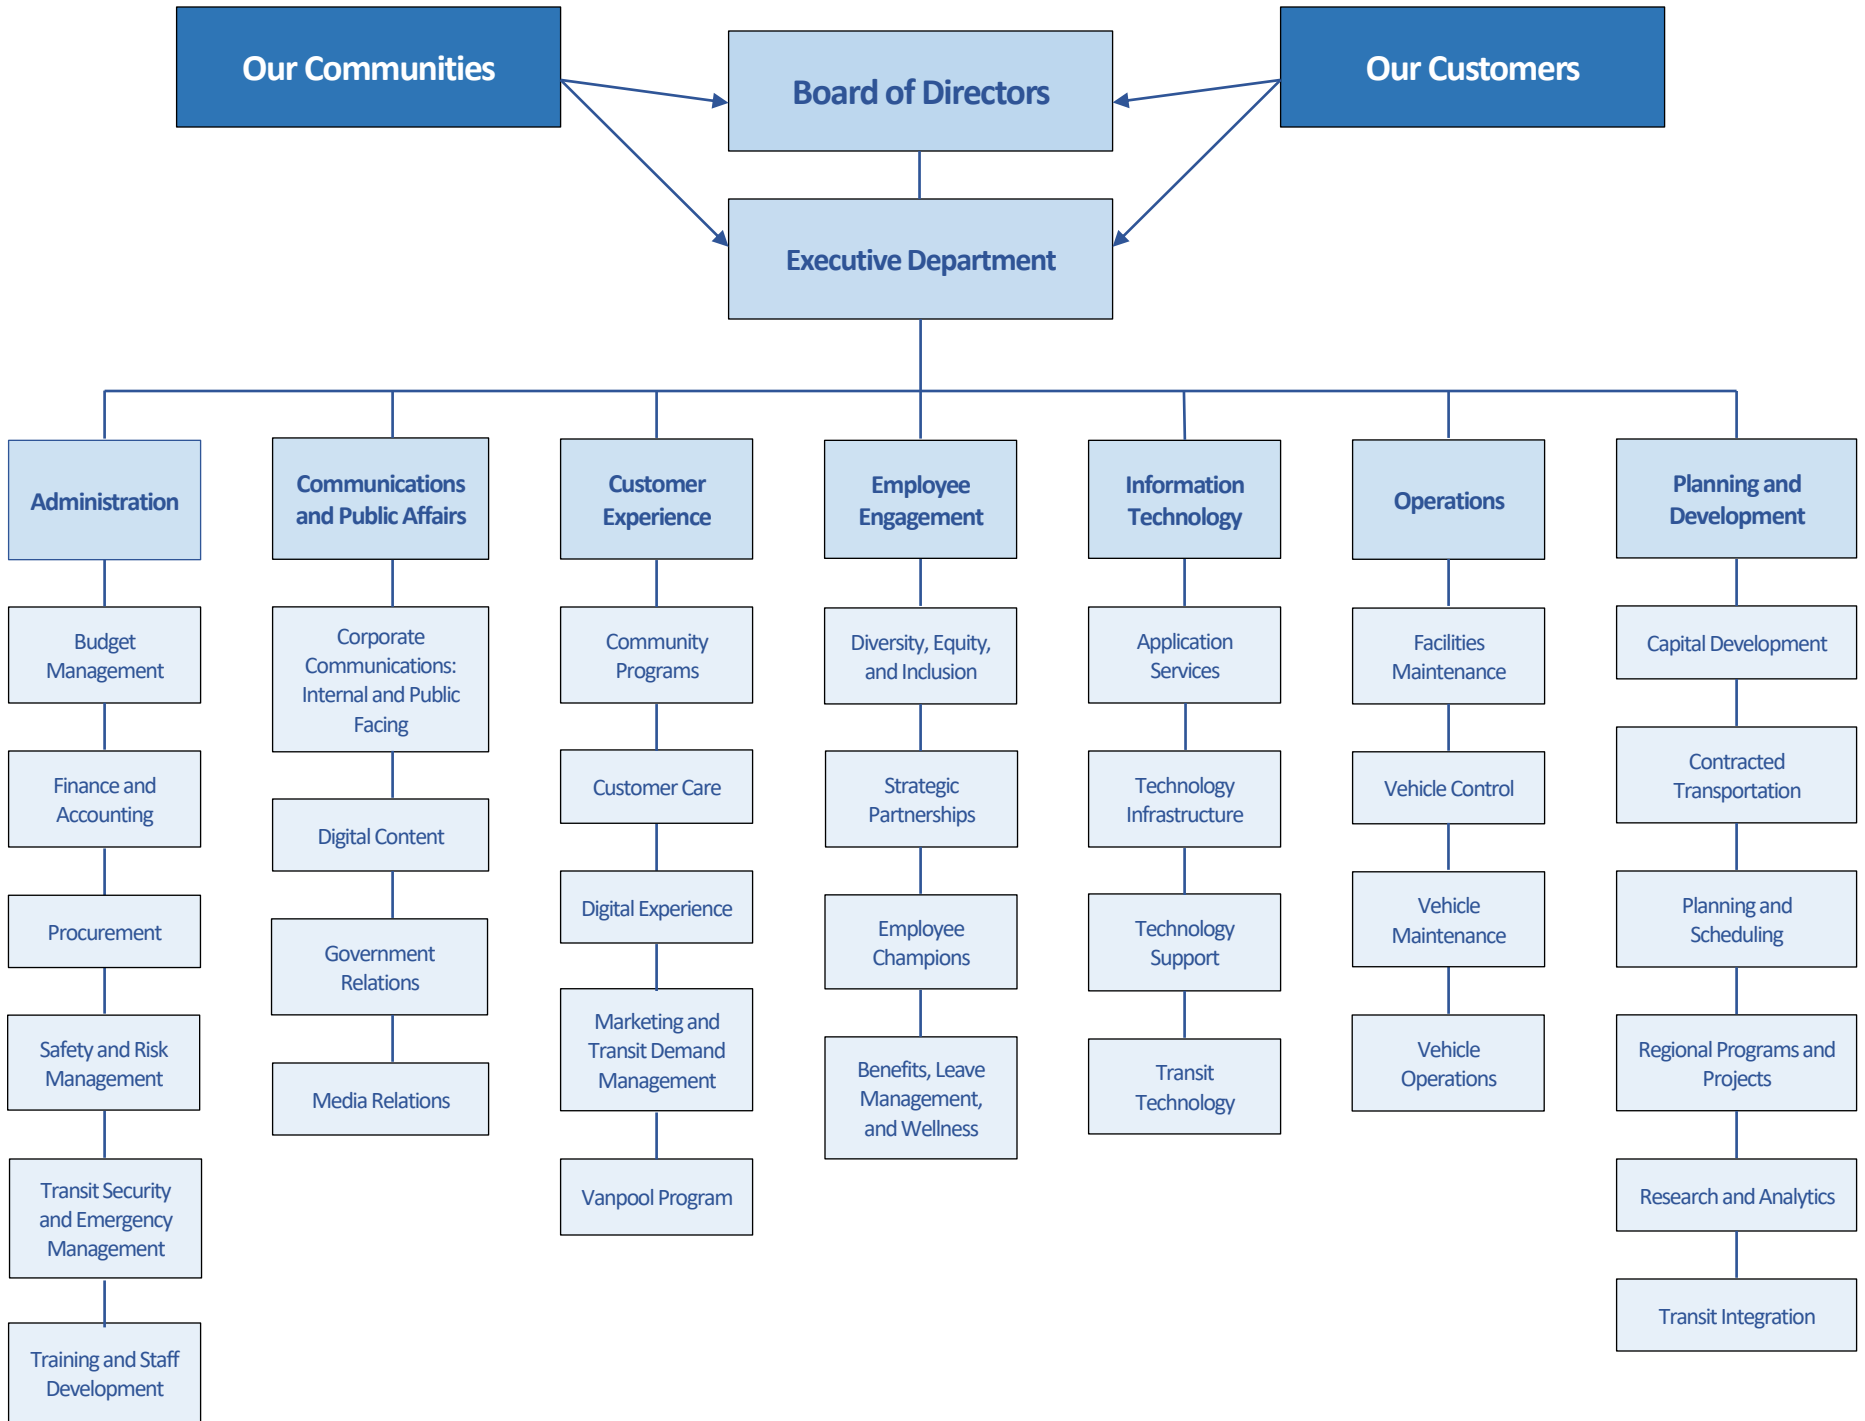 Our Communities
Board of Directors
Our Customers
Executive Department
Administration
Budget
Management
Finance and
Accounting
Procurement
Safety and Risk
Management
Transit Security
and Emergency
Management
Training and Staff
Development
Communications
and Public Affairs
Corporate
Communications:
Internal and Public
Facing
Digital Content
Government
Relations
Media Relations
Customer
Experience
Community
Programs
Customer Care
Digital Experience
Marketing and
Transit Demand
Management
Vanpool Program
Employee
Engagement
Diversity, Equity,
and Inclusion
Strategic
Partnerships
Employee
Champions
Benefits, Leave
Management,
and Wellness
Information
Technology
Application
Services
Technology
Infrastructure
Technology
Support
Transit
Technology
Operations
Facilities
Maintenance
Vehicle Control
Vehicle
Maintenance
Vehicle
Operations
Planning and
Development
Capital Development
Contracted
Transportation
Planning and
Scheduling
Regional Programs and
Projects
Research and Analytics
Transit Integration